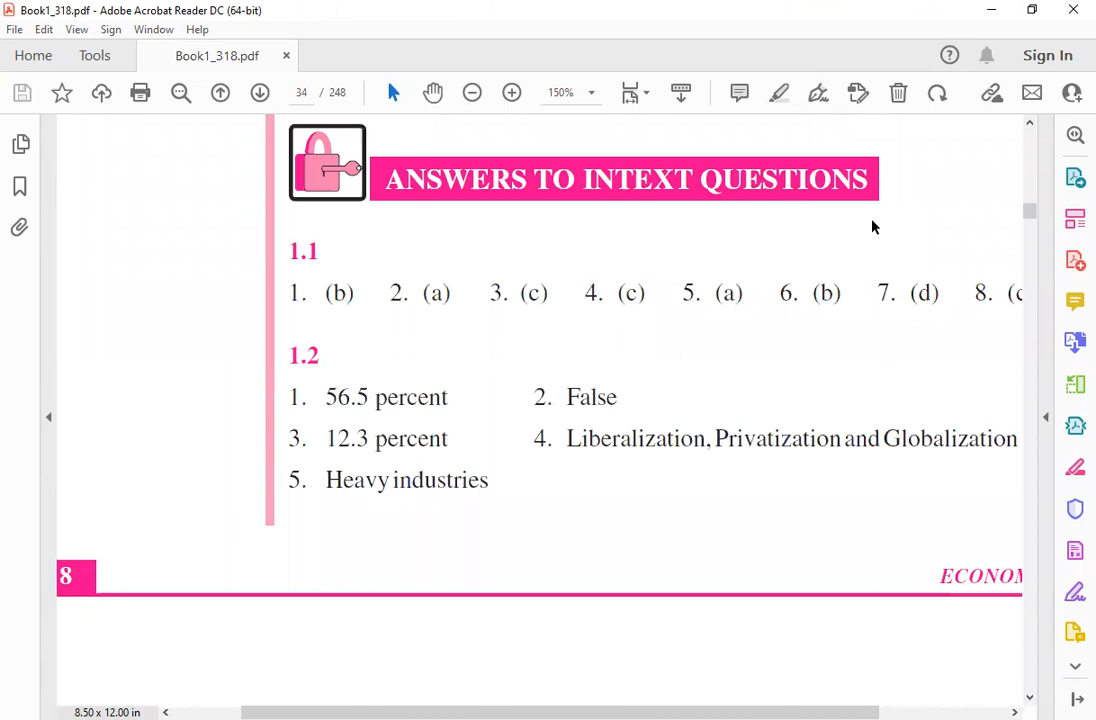 Book1_318.pdf - Adobe Acrobat Reader DC (64-bit)
File Edit View Sign Window Help
Home Tools Book1_318.pdf Sign In
34 / 248 150%
ANSWERS TO INTEXT QUESTIONS
1.1
1. (b) 2. (a) 3. (c) 4. (c) 5. (a) 6. (b) 7. (d) 8. (c
1.2
1. 56.5 percent 2. False
3. 12.3 percent 4. Liberalization, Privatization and Globalization
5. Heavy industries
8 ECONOM
8.50 x 12.00 in